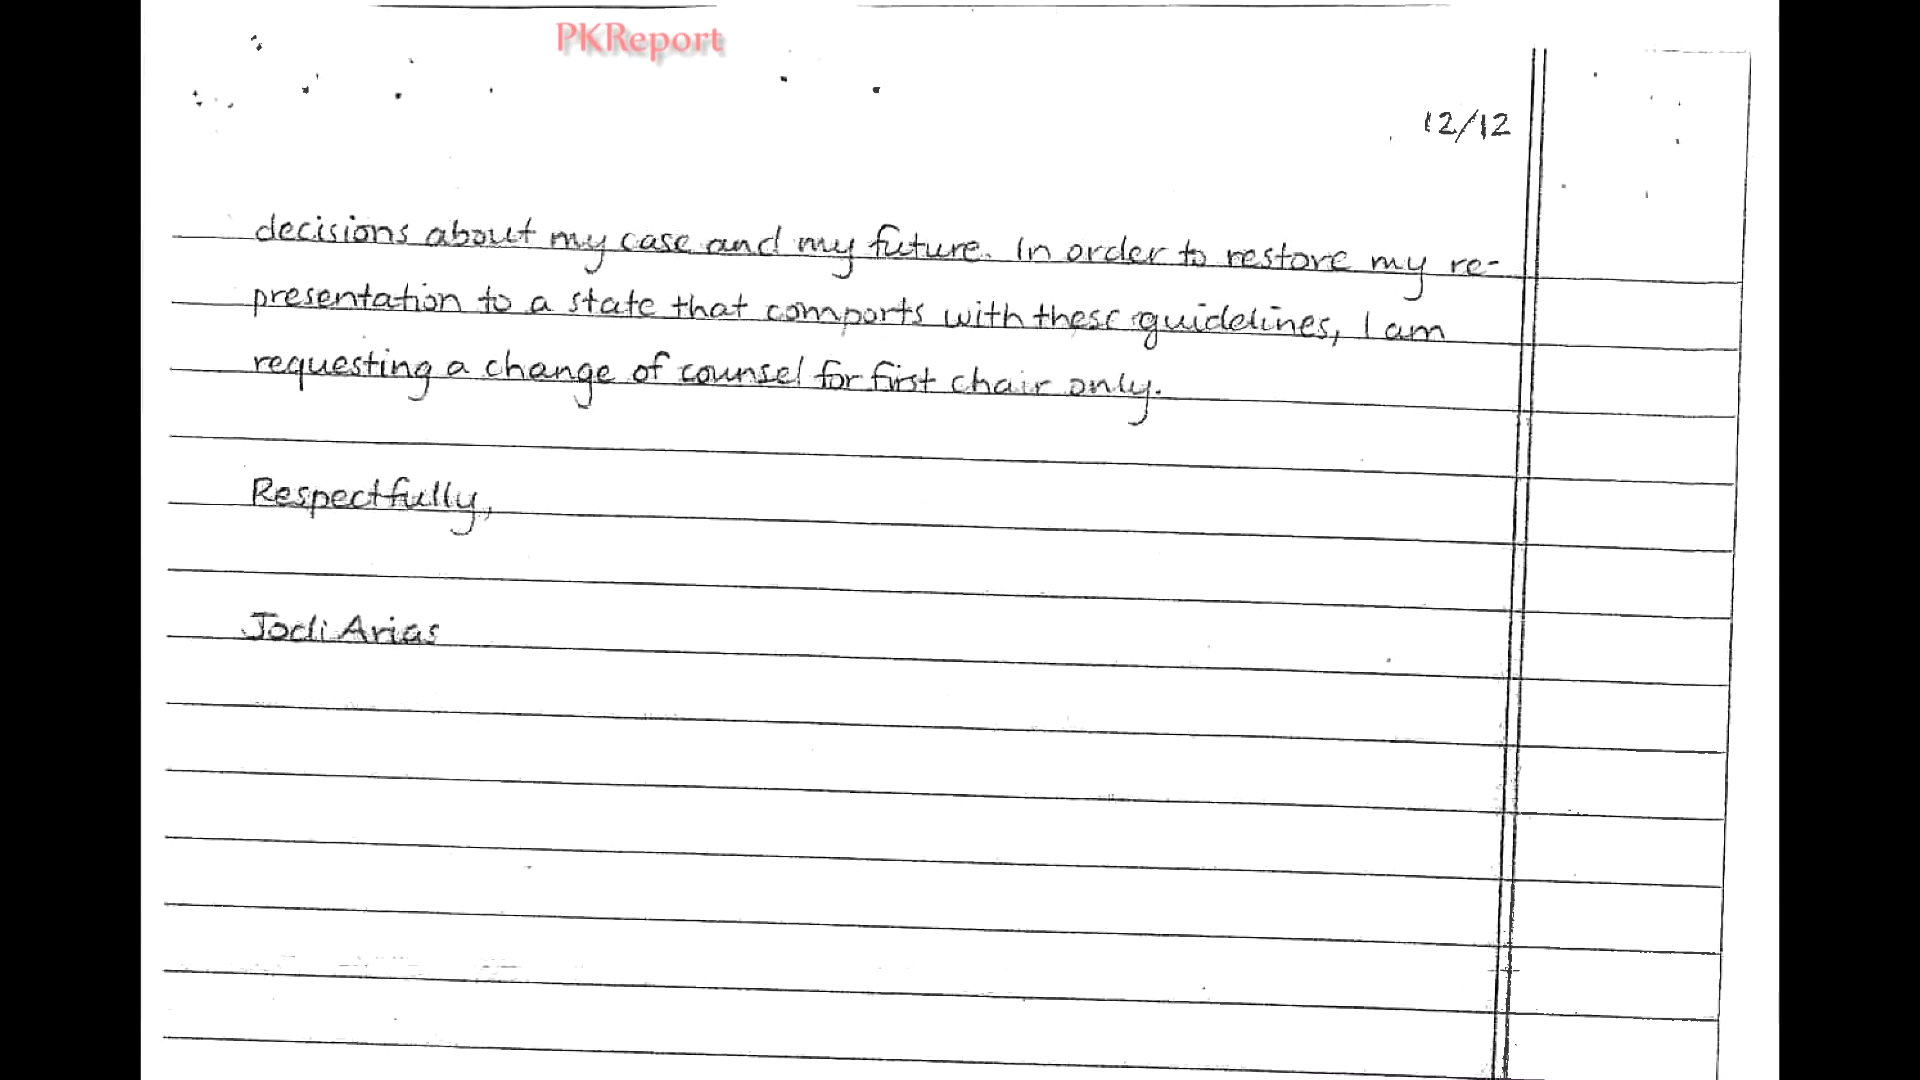 PKReport
12/12
decisions about my case and my future. In order to restore my re-
presentation to a state that comports with these guidelines, I am
requesting a change of counsel for first chair only.
Respectfully,
Jodi Arias